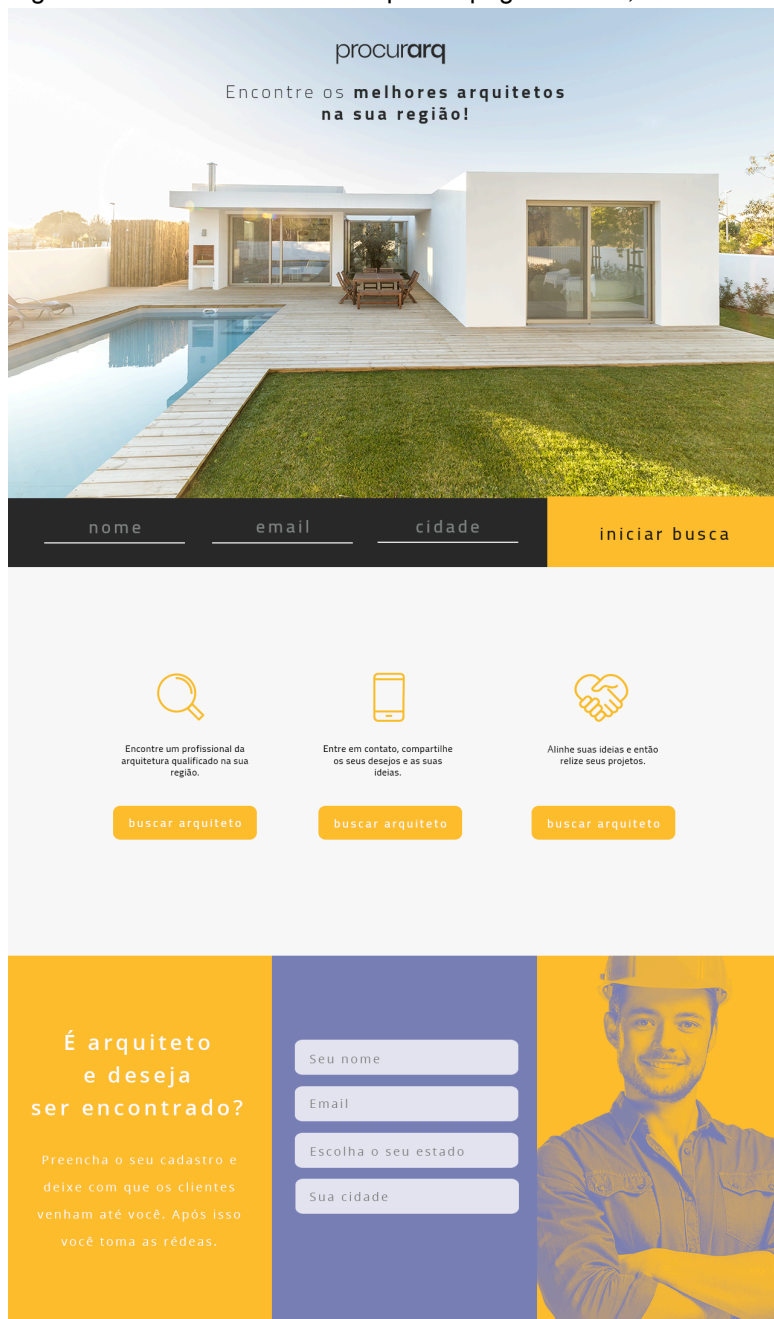 procurarq
Encontre os melhores arquitetos
na sua região!
nome
email
cidade
iniciar busca
Encontre um profissional da
arquitetura qualificado na sua
região.
Entre em contato, compartilhe
os seus desejos e as suas
ideias.
Alinhe suas ideias e então
relize seus projetos.
buscar arquiteto
buscar arquiteto
buscar arquiteto
É arquiteto
e deseja
ser encontrado?
Preencha o seu cadastro e
deixe com que os clientes
venham até você. Após isso
você toma as rédeas.
Seu nome
Email
Escolha o seu estado
Sua cidade